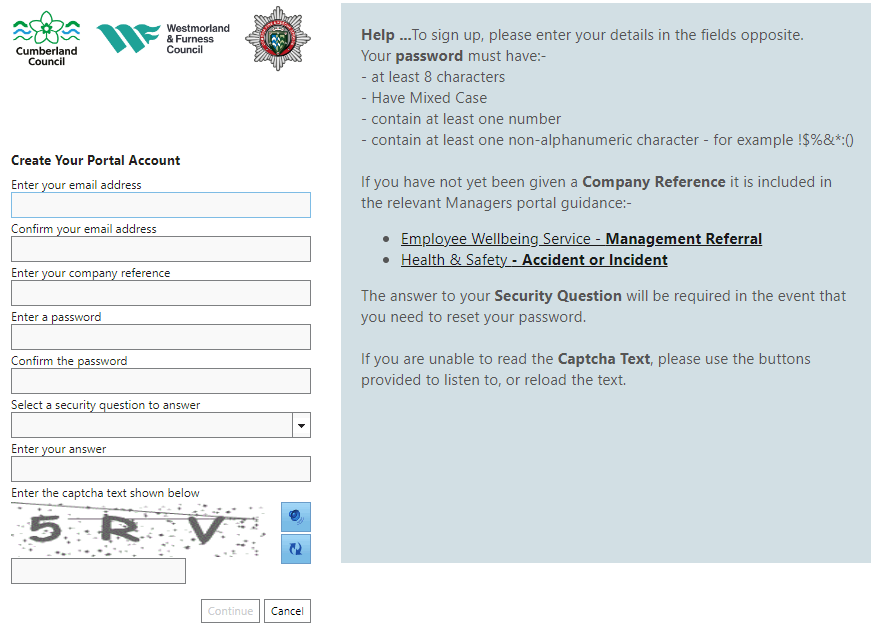 Cumberland
Council
Westmorland
& Furness
Council
Create Your Portal Account
Enter your email address
Confirm your email address
Enter your company reference
Enter a password
Confirm the password
Select a security question to answer
Enter your answer
Enter the captcha text shown below
5 R V
Continue
Cancel
Help ...To sign up, please enter your details in the fields opposite.
Your password must have:-
- at least 8 characters
- Have Mixed Case
- contain at least one number
- contain at least one non-alphanumeric character - for example !$%&*:()
If you have not yet been given a Company Reference it is included in
the relevant Managers portal guidance:-
• Employee Wellbeing Service - Management Referral
• Health & Safety - Accident or Incident
The answer to your Security Question will be required in the event that
you need to reset your password.
If you are unable to read the Captcha Text, please use the buttons
provided to listen to, or reload the text.